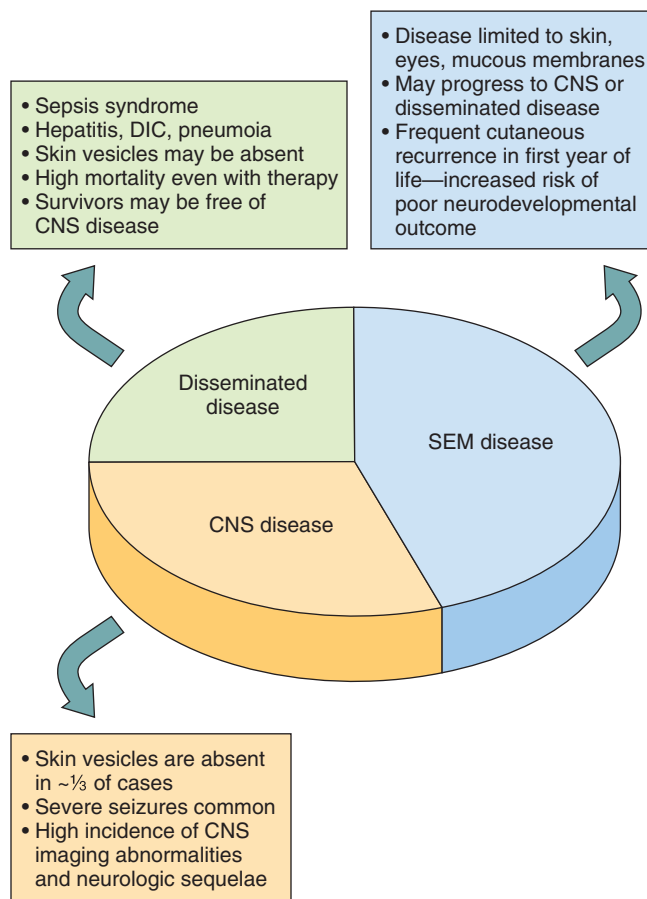 • Sepsis syndrome
• Hepatitis, DIC, pneumoia
• Skin vesicles may be absent
• High mortality even with therapy
• Survivors may be free of
CNS disease
• Disease limited to skin,
eyes, mucous membranes
• May progress to CNS or
disseminated disease
• Frequent cutaneous
recurrence in first year of
life—increased risk of
poor neurodevelopmental
outcome
Disseminated
disease
SEM disease
CNS disease
• Skin vesicles are absent
in ~⅓ of cases
• Severe seizures common
• High incidence of CNS
imaging abnormalities
and neurologic sequelae